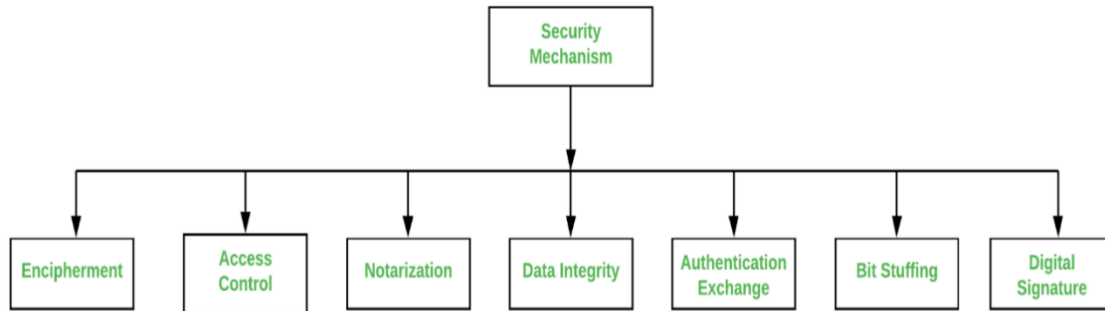 Security
Mechanism
Encipherment
Access
Control
Notarization
Data Integrity
Authentication
Exchange
Bit Stuffing
Digital
Signature